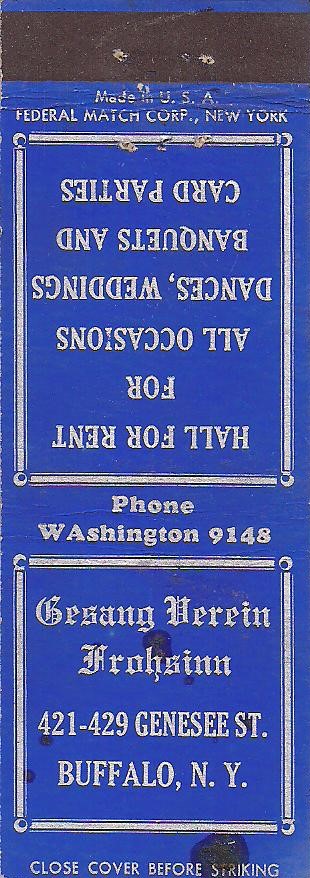 Made in U. S. A.
FEDERAL MATCH CORP., NEW YORK
HALL FOR RENT
FOR
ALL OCCASIONS
DANCES, WEDDINGS
BANQUETS AND
CARD PARTIES
Phone
WAshington 9148
Gesang Verein
Frohsinn
421-429 GENESEE ST.
BUFFALO, N. Y.
CLOSE COVER BEFORE STRIKING